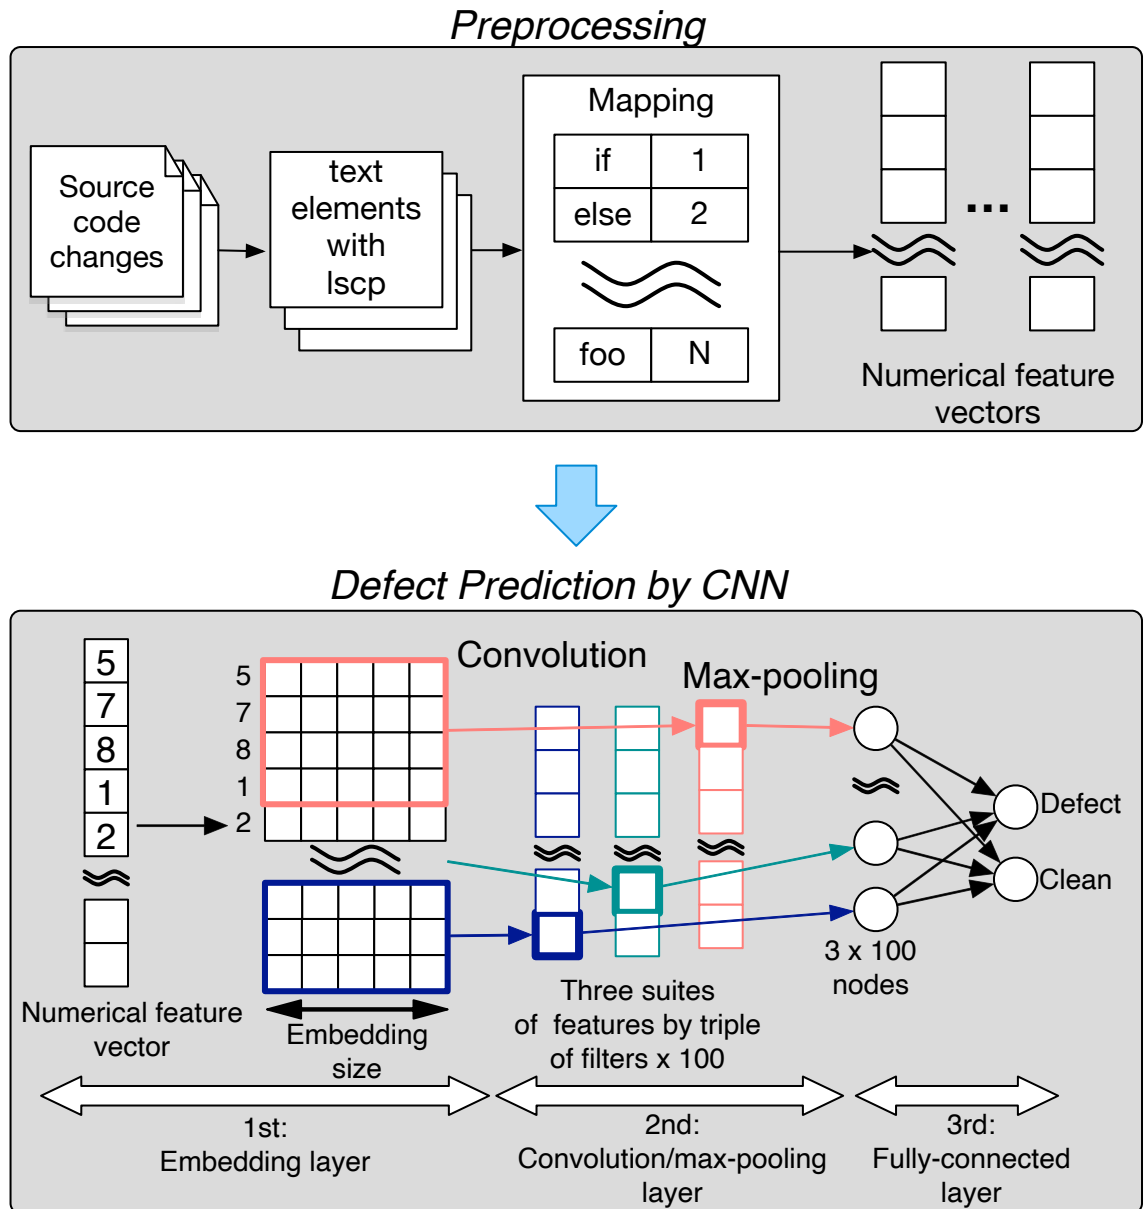 Preprocessing
Source
code
changes
text
elements
with
lscp
Mapping
if 1
else 2
foo N
...
Numerical feature
vectors
Defect Prediction by CNN
5
7
8
1
2
Numerical feature
vector
5
7
8
1
2
Embedding
size
Convolution
Max-pooling
Three suites
of features by triple
of filters x 100
3 x 100
nodes
Defect
Clean
1st:
Embedding layer
2nd:
Convolution/max-pooling
layer
3rd:
Fully-connected
layer